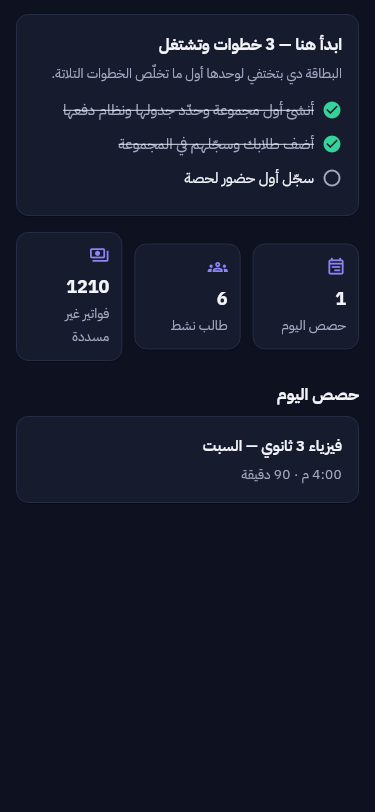 ابدأ هنا — 3 خطوات وتشتغل
البطاقة دي بتختفي لوحدها أول ما تخلّص الخطوات التلاتة.
أنشئ أول مجموعة وحدّد جدولها ونظام دفعها
أضف طلابك وسجّلهم في المجموعة
سجّل أول حضور لحصة
1
حصص اليوم
6
طالب نشط
1210
فواتير غير
مسددة
حصص اليوم
فيزياء 3 ثانوي — السبت
4:00 م · 90 دقيقة